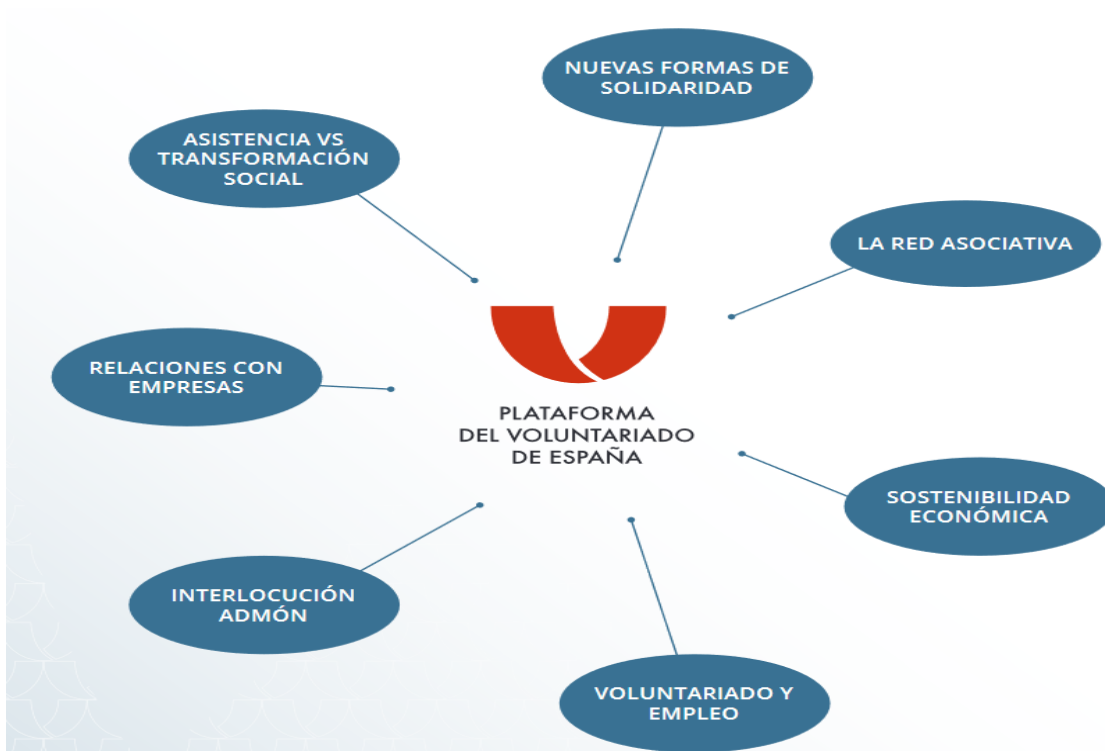 NUEVAS FORMAS DE
SOLIDARIDAD
ASISTENCIA VS
TRANSFORMACIÓN
SOCIAL
LA RED ASOCIATIVA
RELACIONES CON
EMPRESAS
PLATAFORMA
DEL VOLUNTARIADO
DE ESPAÑA
SOSTENIBILIDAD
ECONÓMICA
INTERLOCUCIÓN
ADMÓN
VOLUNTARIADO Y
EMPLEO